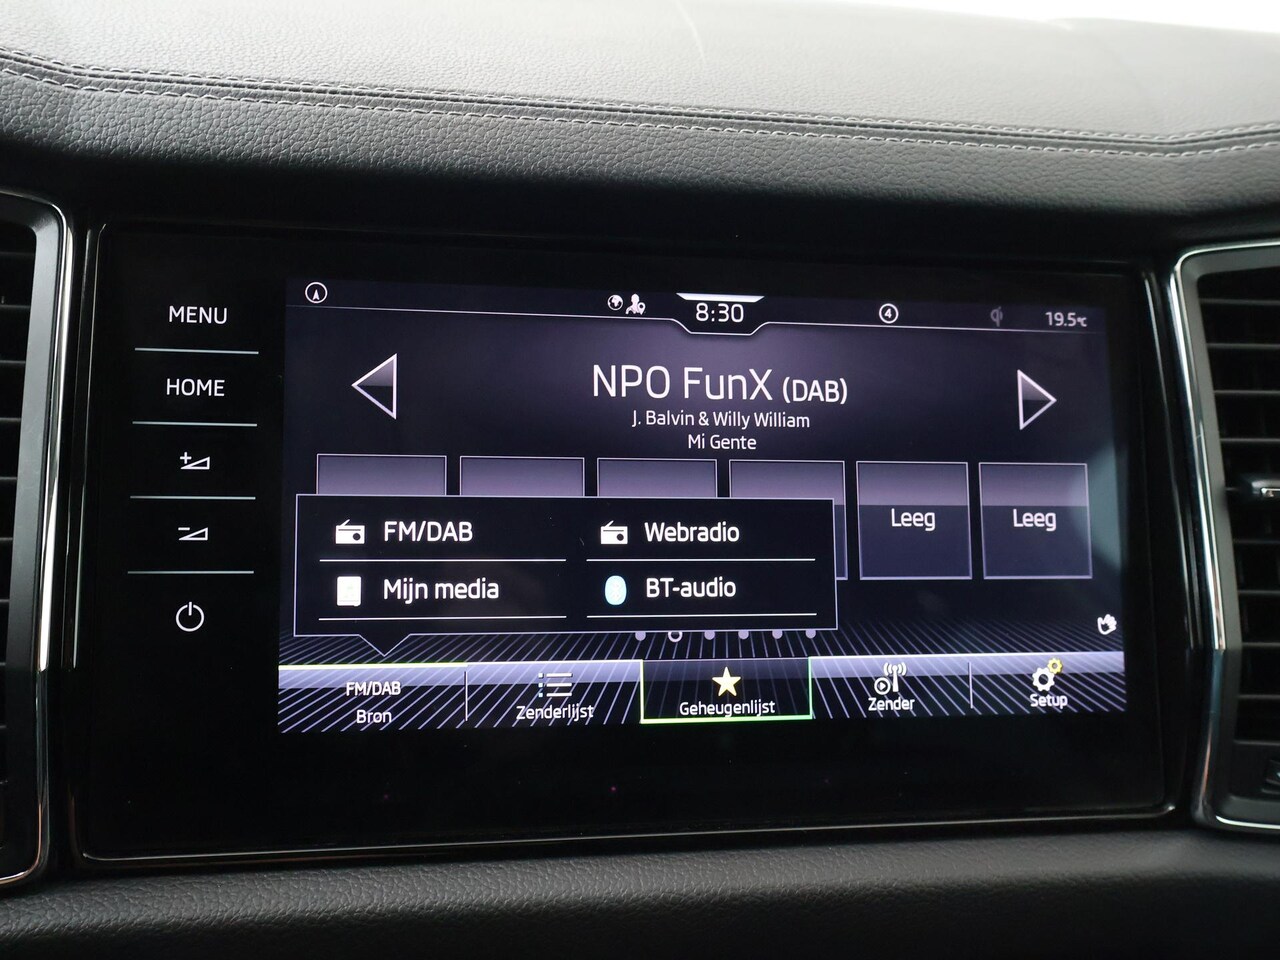 MENU
HOME
8:30
4
19.5°C
NPO FunX (DAB)
J. Balvin & Willy William
Mi Gente
Leeg
Leeg
FM/DAB
Webradio
Mijn media
BT-audio
FM/DAB
Bron
Zenderlijst
Geheugenlijst
Zender
Setup